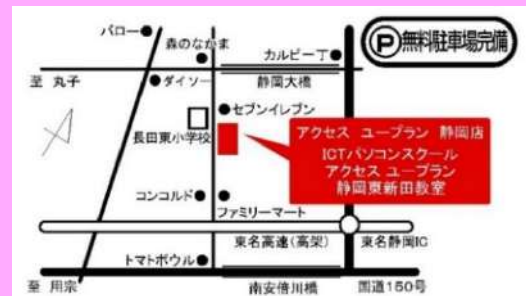 バロー
森のなかま
カルビー丁
P無料駐車場完備
至 丸子
ダイソー
静岡大橋
セブンイレブン
長田東小学校
アクセス ユープラン 静岡店
ICTパソコンスクール
アクセス ユープラン
静岡東新田教室
コンコルド
ファミリーマート
東名高速(高架)
東名静岡IC
トマトボウル
至 用宗
南安倍川橋
国道150号